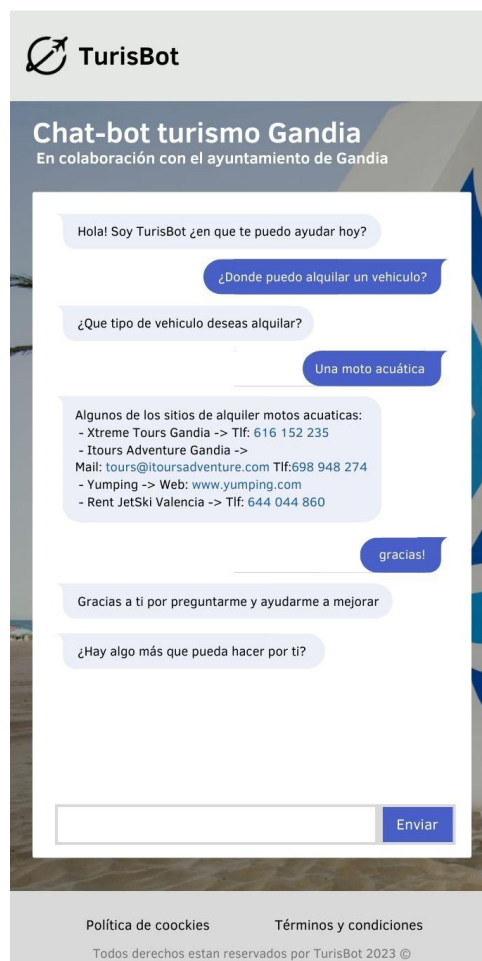 TurisBot
Chat-bot turismo Gandia
En colaboración con el ayuntamiento de Gandia
Hola! Soy TurisBot ¿en que te puedo ayudar hoy?
¿Donde puedo alquilar un vehiculo?
¿Que tipo de vehiculo deseas alquilar?
Una moto acuática
Algunos de los sitios de alquiler motos acuaticas:
- Xtreme Tours Gandia -> Tlf: 616 152 235
- Itours Adventure Gandia ->
Mail: tours@itoursadventure.com Tlf:698 948 274
- Yumping -> Web: www.yumping.com
- Rent JetSki Valencia -> Tlf: 644 044 860
gracias!
Gracias a ti por preguntarme y ayudarme a mejorar
¿Hay algo más que pueda hacer por ti?
Enviar
Política de coockies Términos y condiciones
Todos derechos estan reservados por TurisBot 2023 ©